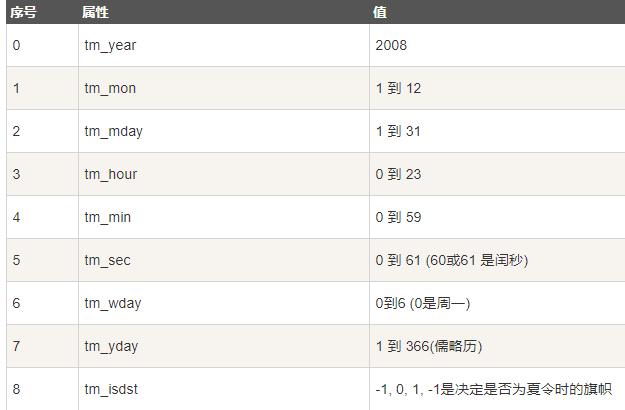 序号 属性 值
0 tm_year 2008
1 tm_mon 1 到 12
2 tm_mday 1 到 31
3 tm_hour 0 到 23
4 tm_min 0 到 59
5 tm_sec 0 到 61 (60或61 是闰秒)
6 tm_wday 0到6 (0是周一)
7 tm_yday 1 到 366(儒略历)
8 tm_isdst -1, 0, 1, -1是决定是否为夏令时的旗帜